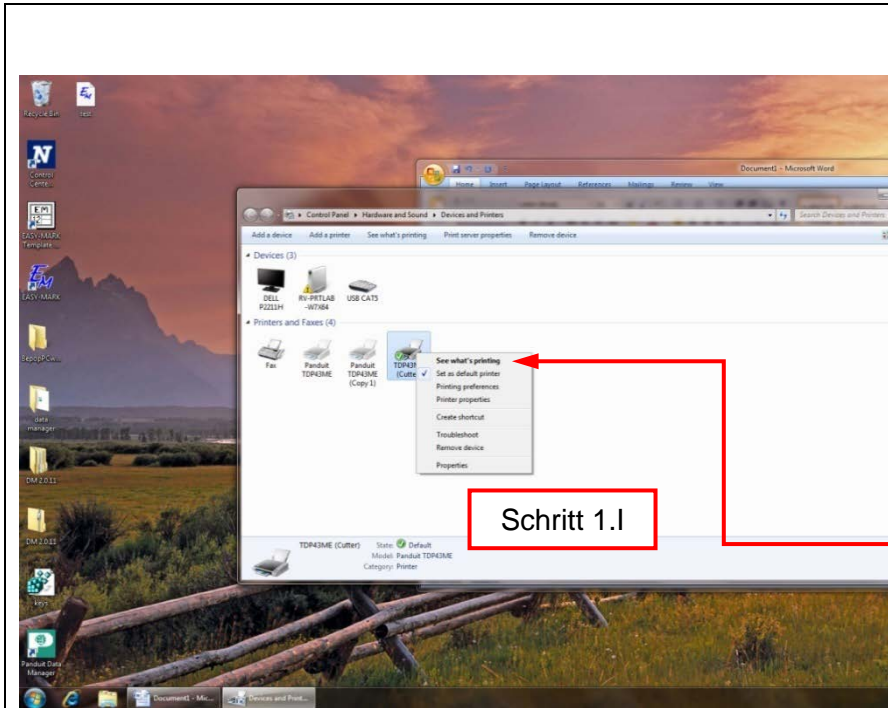 Recycle Bin
test
Document1 - Microsoft Word
Control Cente...
Home Insert Page Layout References Mailings Review View
Control Panel ▸ Hardware and Sound ▸ Devices and Printers
Search Devices and Printers
EASY-MARK Template ...
Add a device Add a printer See what's printing Print server properties Remove device
Devices (3)
EASY-MARK
DELL P2211H
RV-PRTLAB -W7X64
USB CAT5
Printers and Faxes (4)
Fax
Panduit TDP43ME
Panduit TDP43ME (Copy 1)
See what's printing
Set as default printer
Printing preferences
Printer properties
Create shortcut
Troubleshoot
Remove device
Properties
data manager
DM 2.0.11
Schritt 1.I
DM 2.0.11
TDP43ME (Cutter) State: Default
Model: Panduit TDP43ME
Category: Printer
keys
Panduit Data Manager
Document1 - Mic...
Devices and Print...